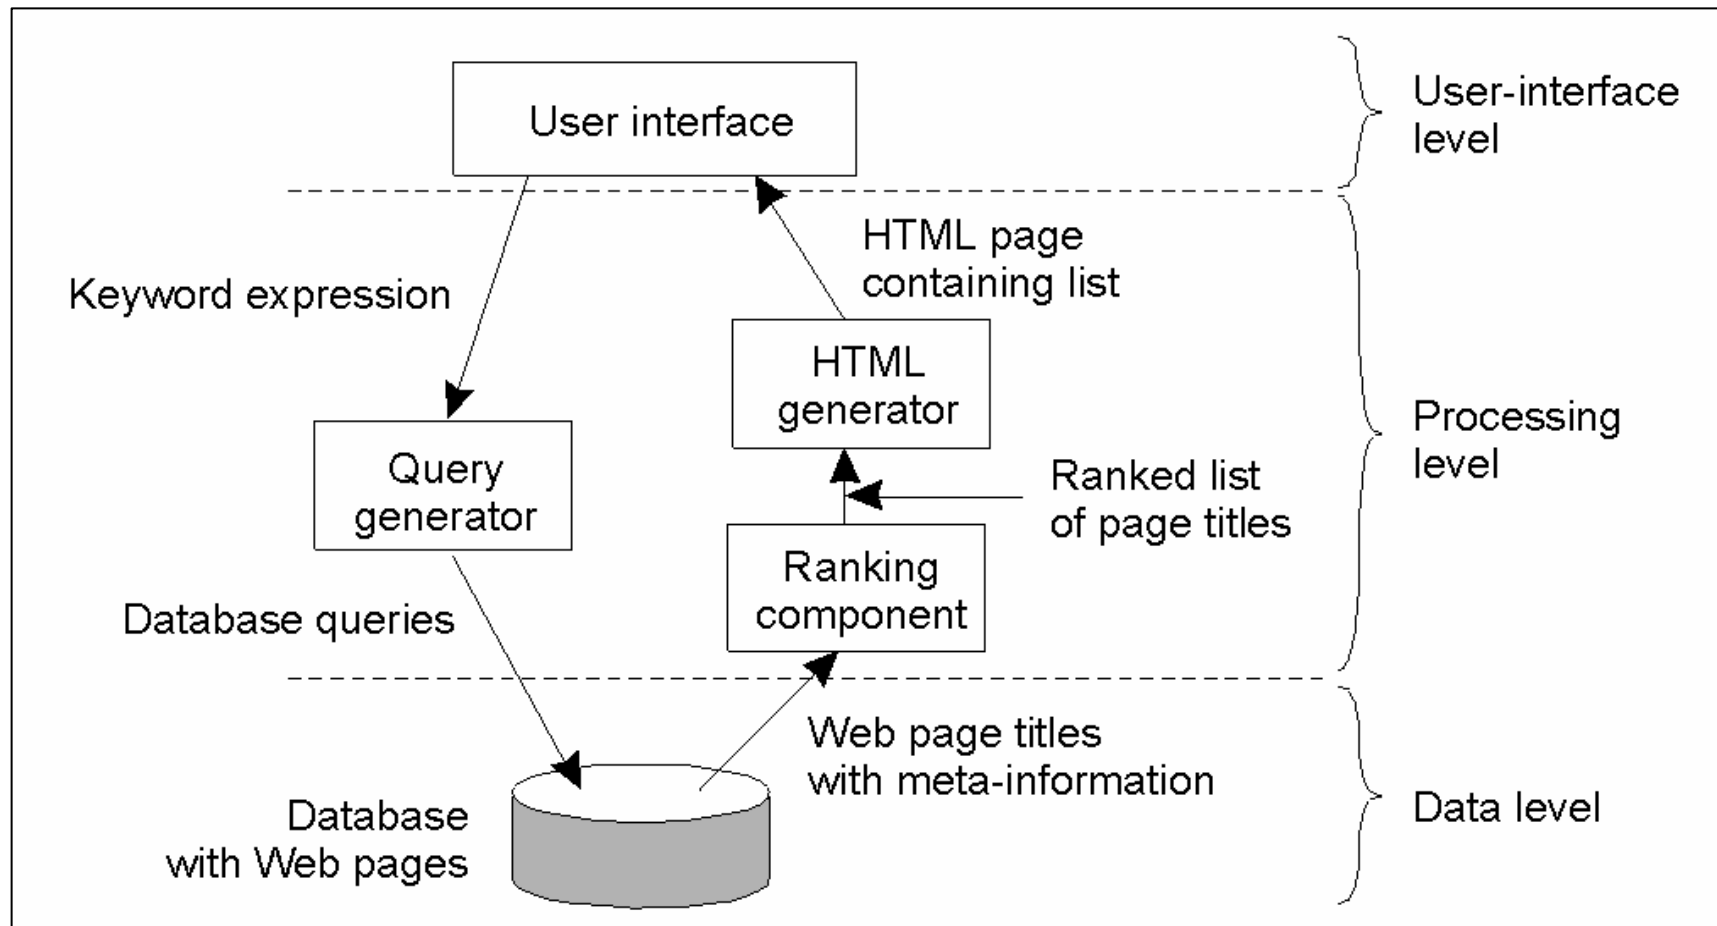 User interface
User-interface
level
HTML page
containing list
Keyword expression
HTML
generator
Processing
level
Query
generator
Ranked list
of page titles
Ranking
component
Database queries
Web page titles
with meta-information
Database
with Web pages
Data level